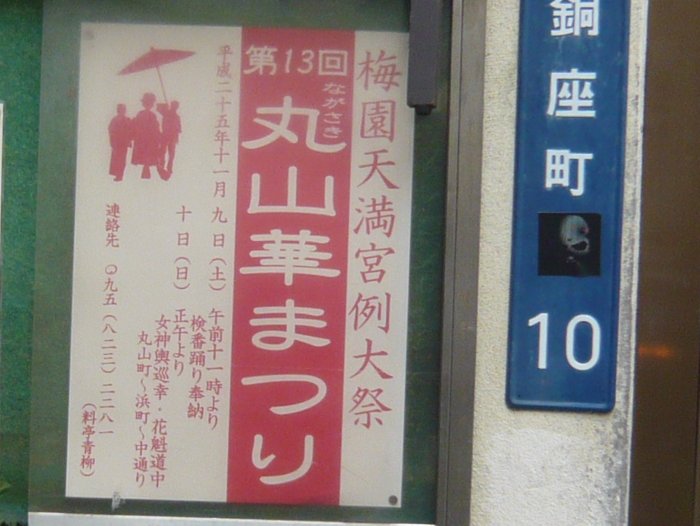 梅園天満宮例大祭
第13回
ながさき
丸山華まつり
平成二十五年十一月
九日（土）
午前十一時より
検番踊り奉納
十日（日）
正午より
女神輿巡幸・花魁道中
丸山町～浜町～中通り
連絡先 〇九五（八二三）二二八一
（料亭青柳）
銅座町
10